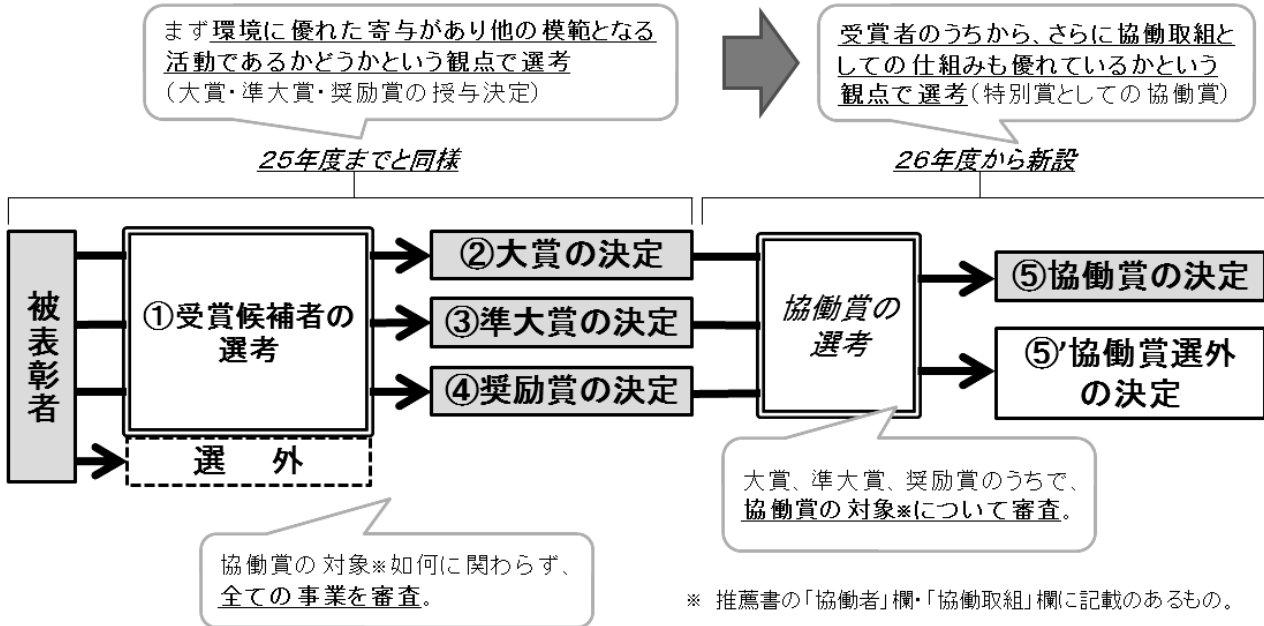 まず環境に優れた寄与があり他の模範となる
活動であるかどうかという観点で選考
(大賞・準大賞・奨励賞の授与決定)
受賞者のうちから、さらに協働取組と
しての仕組みも優れているかという
観点で選考(特別賞としての協働賞)
25年度までと同様
26年度から新設
被表彰者
①受賞候補者の
選考
選 外
②大賞の決定
③準大賞の決定
④奨励賞の決定
協働賞の
選考
⑤協働賞の決定
⑤’協働賞選外
の決定
協働賞の対象※如何に関わらず、
全ての事業を審査。
大賞、準大賞、奨励賞のうちで、
協働賞の対象※について審査。
※ 推薦書の「協働者」欄・「協働取組」欄に記載のあるもの。